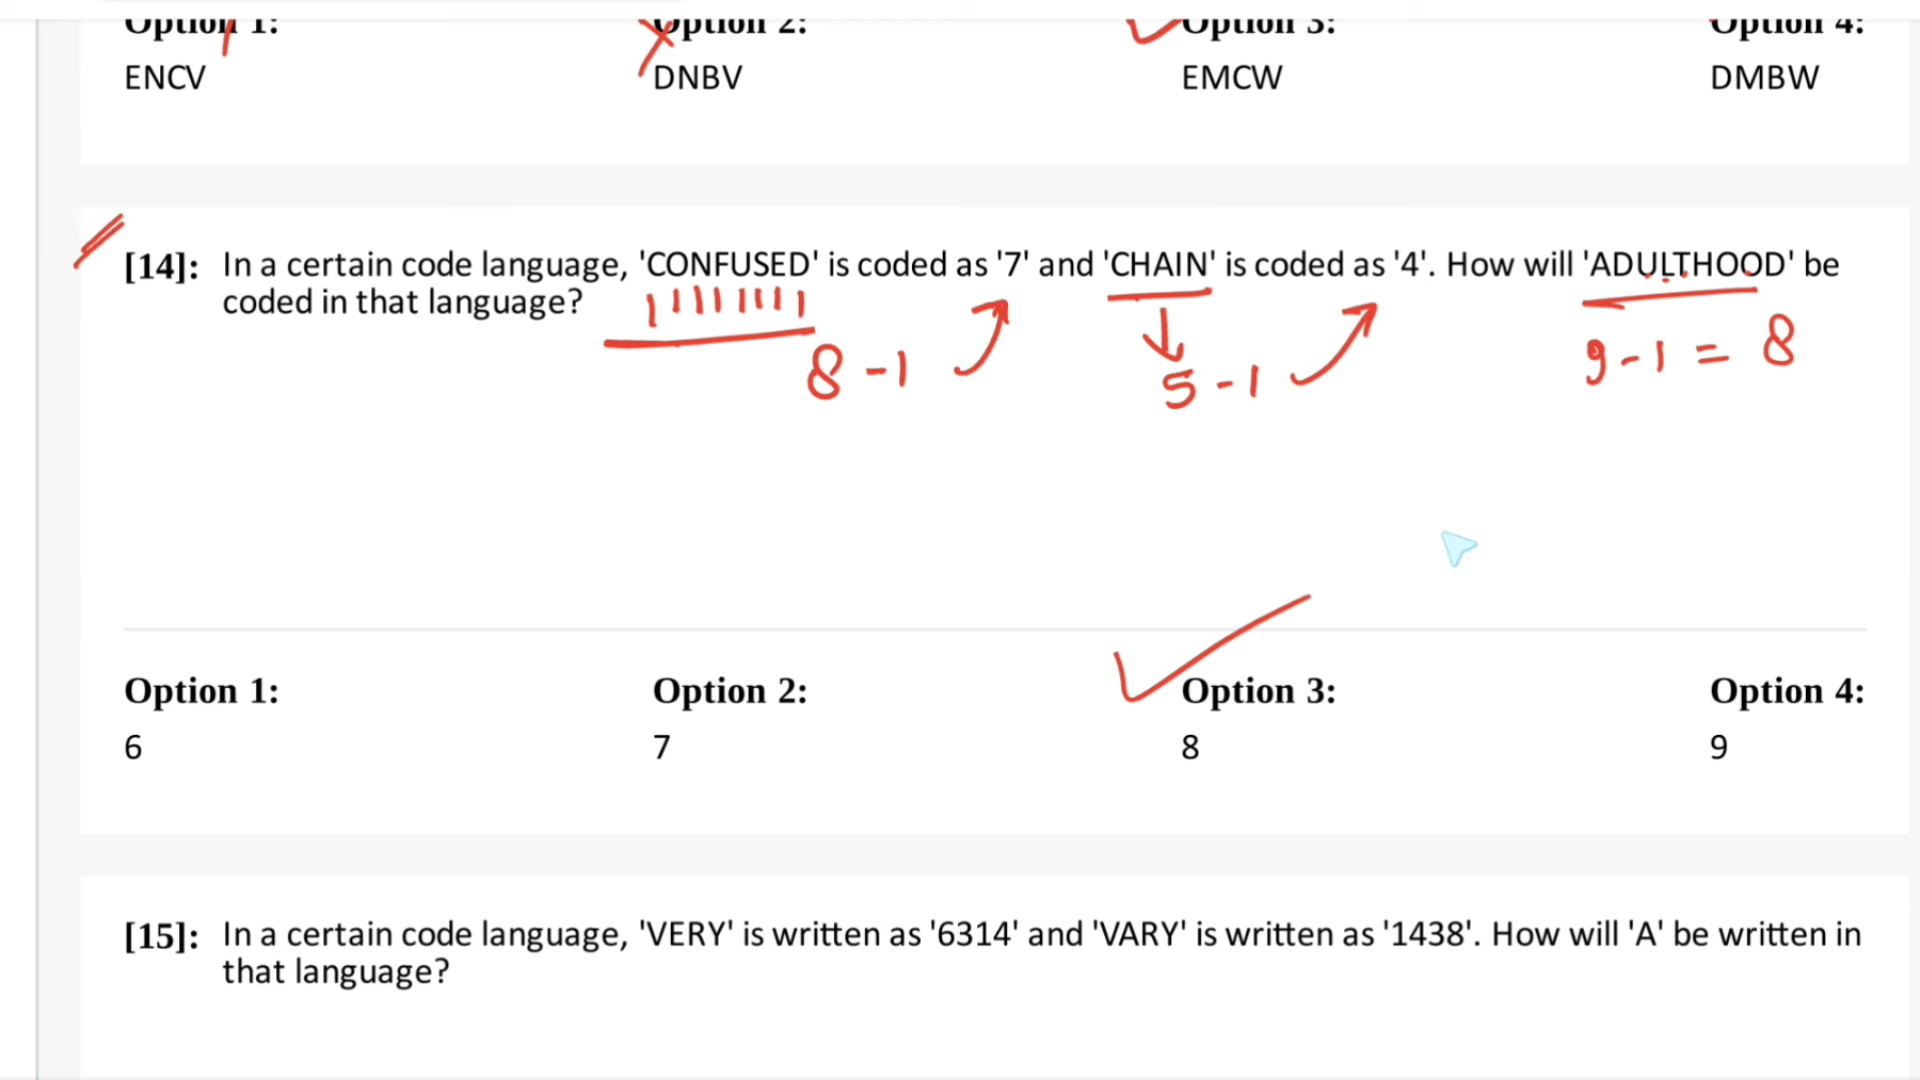 Option 1: Option 2: Option 3: Option 4:
ENCV DNBV EMCW DMBW
[14]: In a certain code language, 'CONFUSED' is coded as '7' and 'CHAIN' is coded as '4'. How will 'ADULTHOOD' be
coded in that language?
8-1 5-1 9-1 = 8
Option 1: Option 2: Option 3: Option 4:
6 7 8 9
[15]: In a certain code language, 'VERY' is written as '6314' and 'VARY' is written as '1438'. How will 'A' be written in
that language?